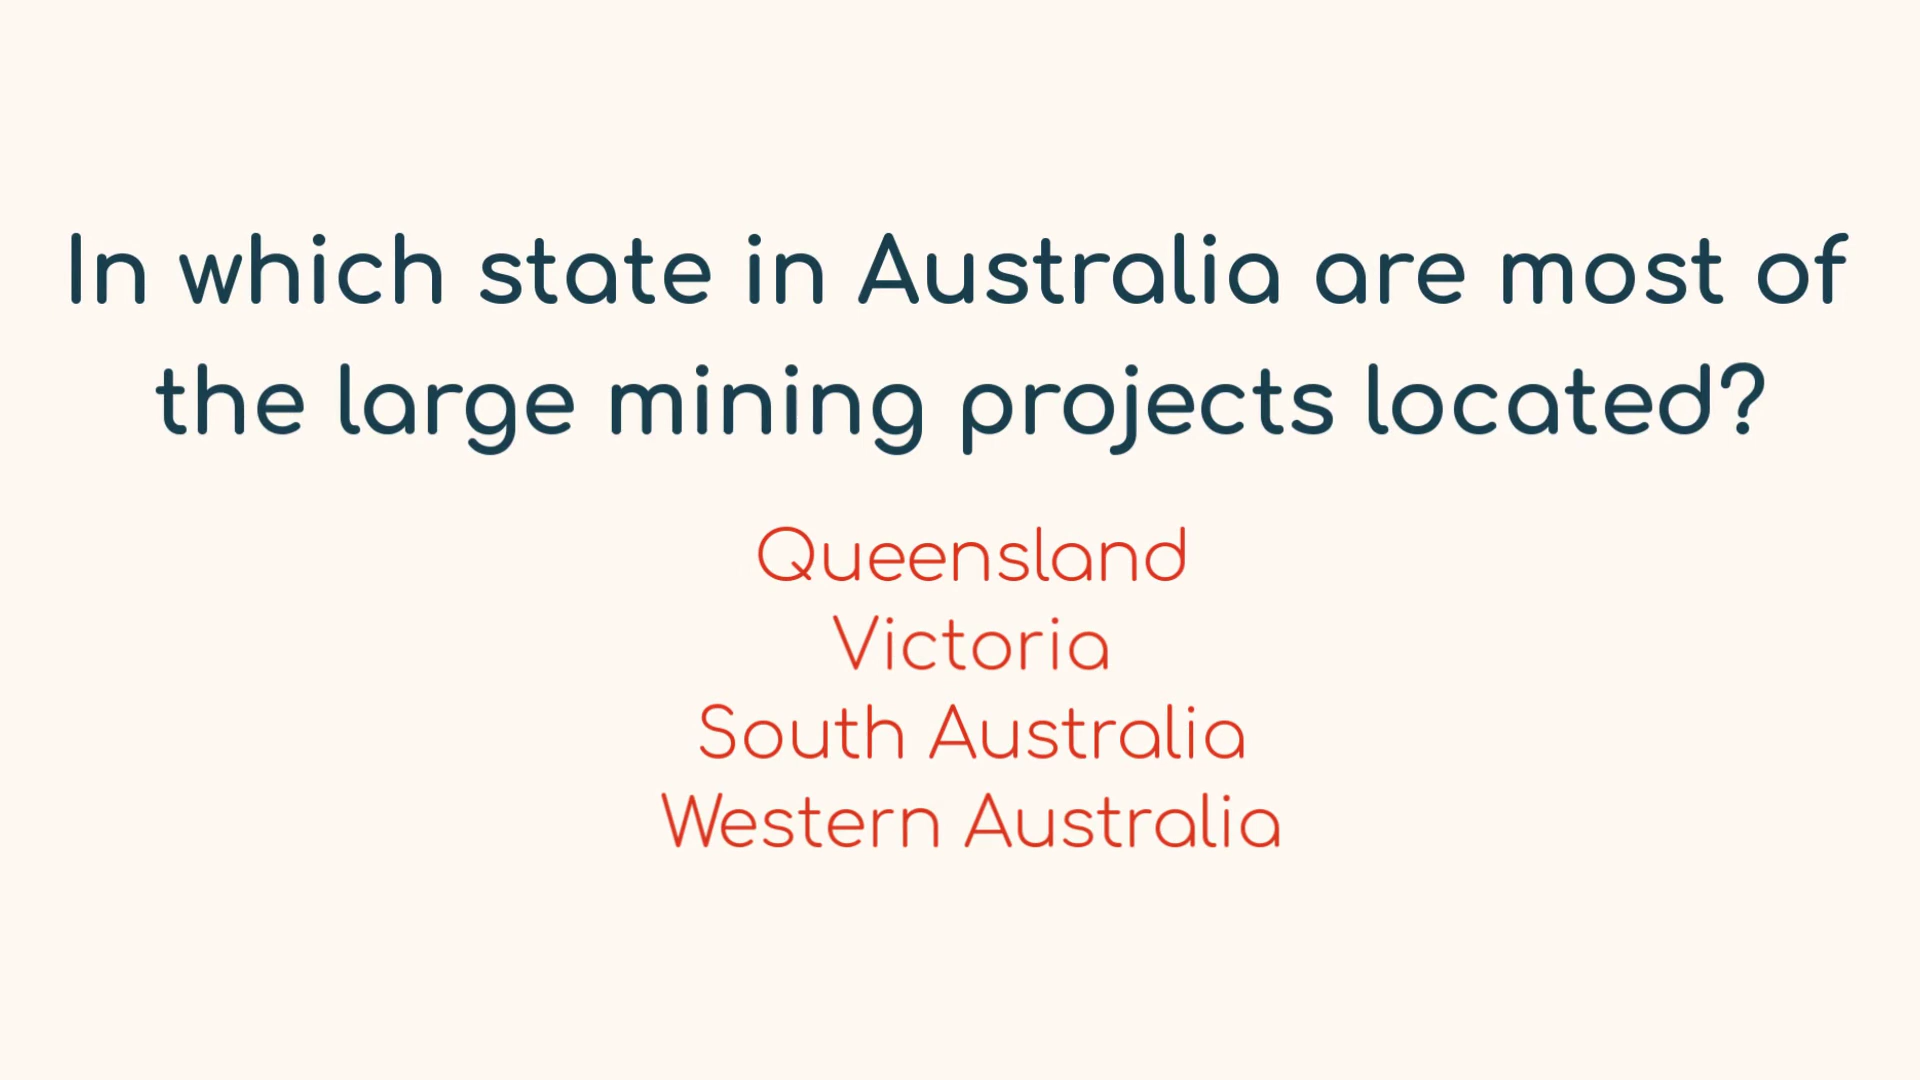 In which state in Australia are most of
the large mining projects located?
Queensland
Victoria
South Australia
Western Australia